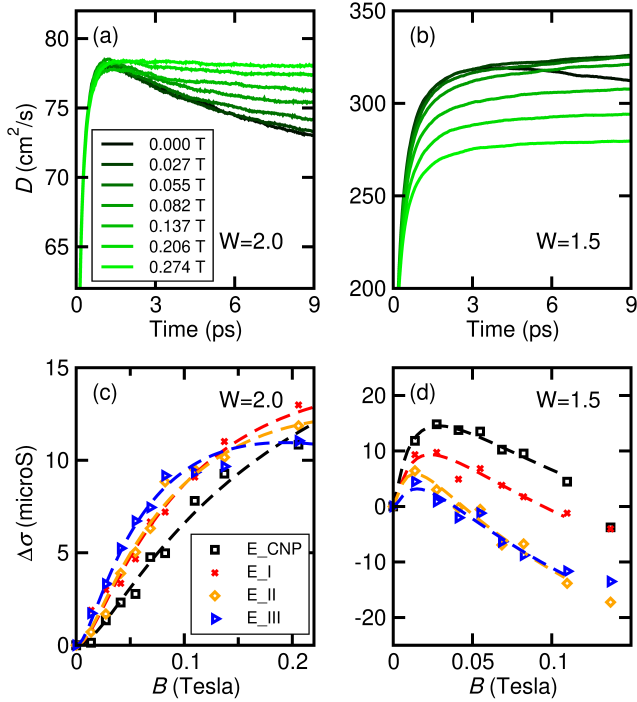 (a)
80
75
70
65
D (cm²/s)
0.000 T
0.027 T
0.055 T
0.082 T
0.137 T
0.206 T
0.274 T
W=2.0
0 3 6 9
Time (ps)
(b)
350
300
250
200
W=1.5
0 3 6 9
Time (ps)
(c)
W=2.0
15
10
5
0
Δσ (microS)
E_CNP
E_I
E_II
E_III
0 0.1 0.2
B (Tesla)
(d)
W=1.5
20
10
0
-10
-20
0 0.05 0.1
B (Tesla)